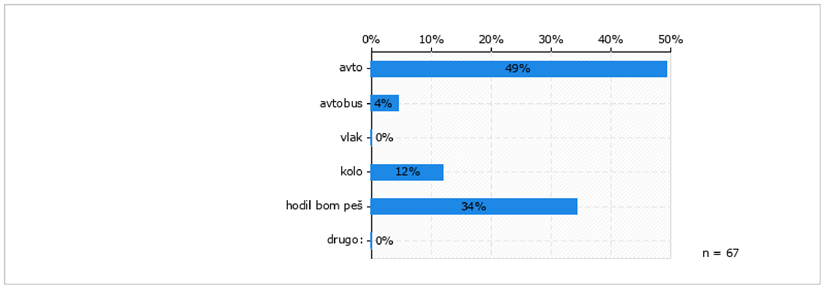 0% 10% 20% 30% 40% 50%
avto 49%
avtobus 4%
vlak 0%
kolo 12%
hodil bom peš 34%
drugo: 0%
n = 67